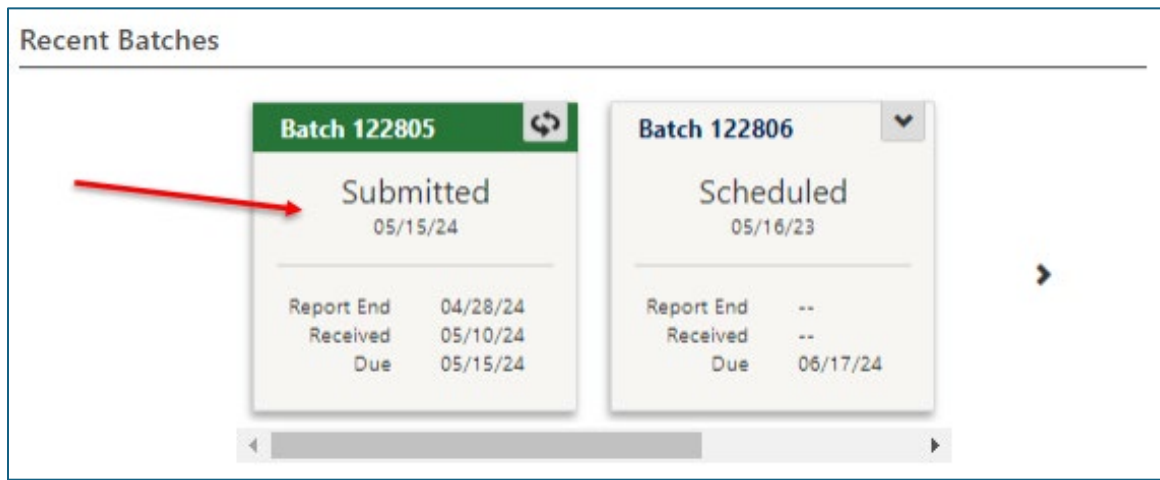 Recent Batches
Batch 122805
Submitted
05/15/24
Report End 04/28/24
Received 05/10/24
Due 05/15/24
Batch 122806
Scheduled
05/16/23
Report End --
Received --
Due 06/17/24